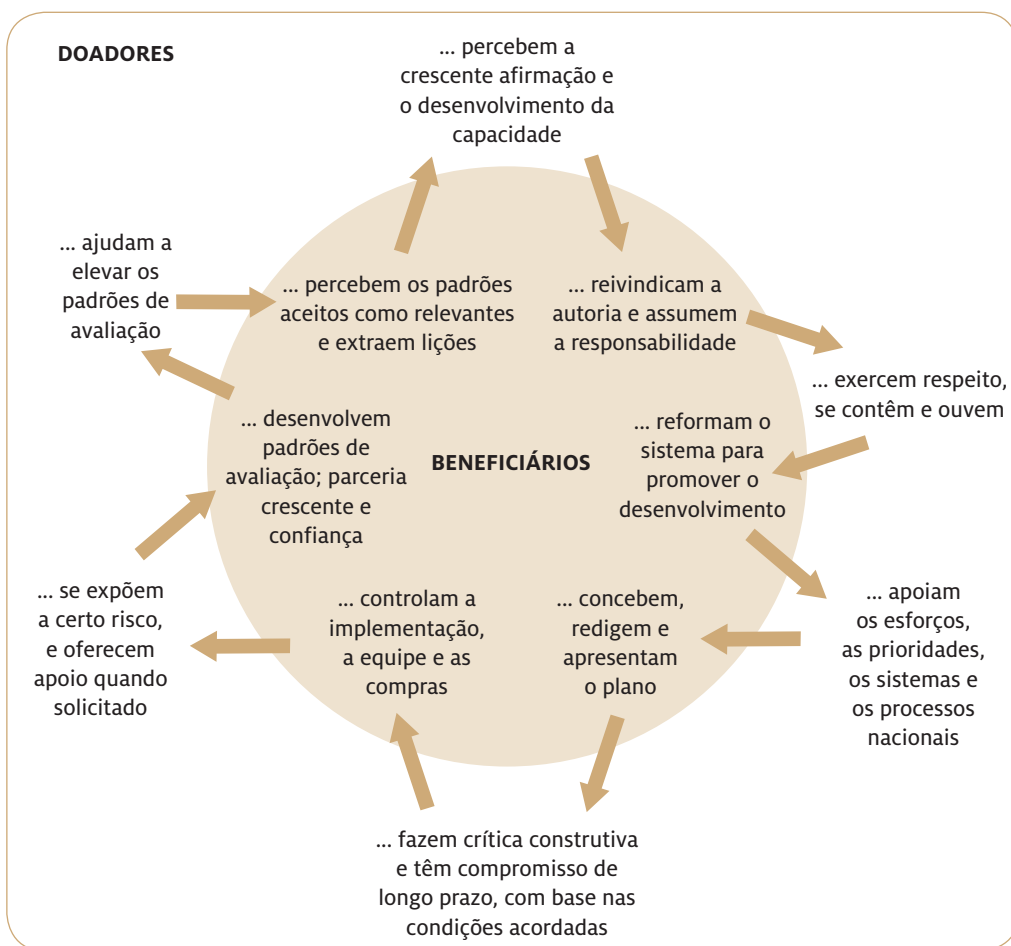 DOADORES
... percebem a
crescente afirmação e
o desenvolvimento da
capacidade
... ajudam a
elevar os
padrões de
avaliação
... percebem os padrões
aceitos como relevantes
e extraem lições
... reivindicam a
autoria e assumem
a responsabilidade
... exercem respeito,
se contêm e ouvem
... desenvolvem
padrões de
avaliação; parceria
crescente e
confiança
BENEFICIÁRIOS
... reformam o
sistema para
promover o
desenvolvimento
... se expõem
a certo risco,
e oferecem
apoio quando
solicitado
... controlam a
implementação,
a equipe e as
compras
... concebem,
redigem e
apresentam
o plano
... apoiam
os esforços,
as prioridades,
os sistemas e
os processos
nacionais
... fazem crítica construtiva
e têm compromisso de
longo prazo, com base nas
condições acordadas